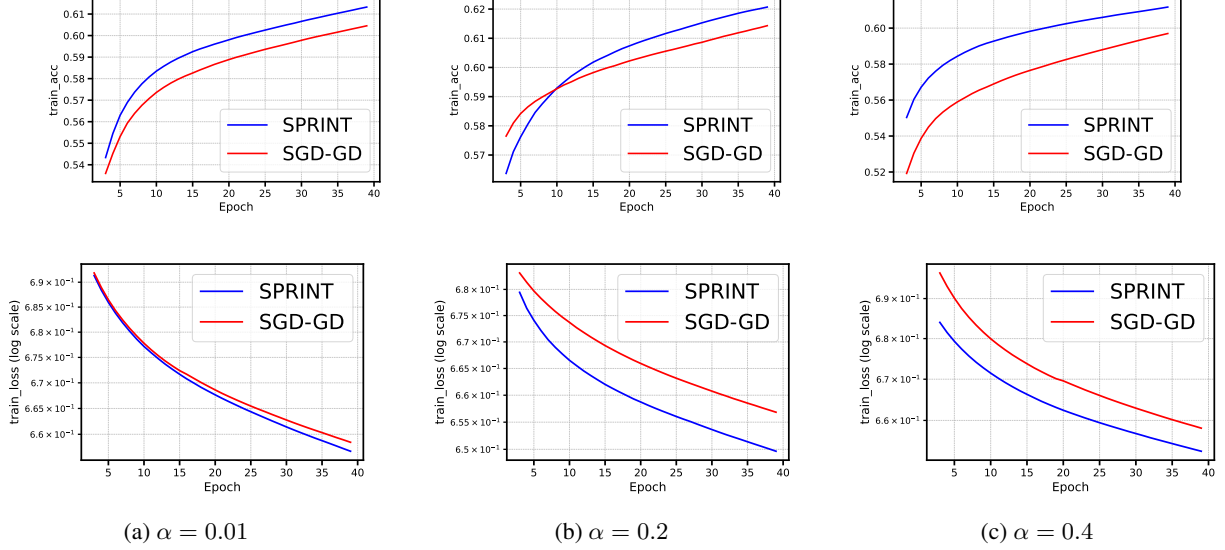 train_acc
0.61
0.60
0.59
0.58
0.57
0.56
0.55
0.54
SPRINT
SGD-GD
5 10 15 20 25 30 35 40
Epoch
train_acc
0.62
0.61
0.60
0.59
0.58
0.57
SPRINT
SGD-GD
5 10 15 20 25 30 35 40
Epoch
train_acc
0.60
0.58
0.56
0.54
0.52
SPRINT
SGD-GD
5 10 15 20 25 30 35 40
Epoch
train_loss (log scale)
6.9 × 10⁻¹
6.85 × 10⁻¹
6.8 × 10⁻¹
6.75 × 10⁻¹
6.7 × 10⁻¹
6.65 × 10⁻¹
6.6 × 10⁻¹
SPRINT
SGD-GD
5 10 15 20 25 30 35 40
Epoch
(a) α = 0.01
train_loss (log scale)
6.8 × 10⁻¹
6.75 × 10⁻¹
6.7 × 10⁻¹
6.65 × 10⁻¹
6.6 × 10⁻¹
6.55 × 10⁻¹
6.5 × 10⁻¹
SPRINT
SGD-GD
5 10 15 20 25 30 35 40
Epoch
(b) α = 0.2
train_loss (log scale)
6.9 × 10⁻¹
6.8 × 10⁻¹
6.7 × 10⁻¹
6.6 × 10⁻¹
SPRINT
SGD-GD
5 10 15 20 25 30 35 40
Epoch
(c) α = 0.4